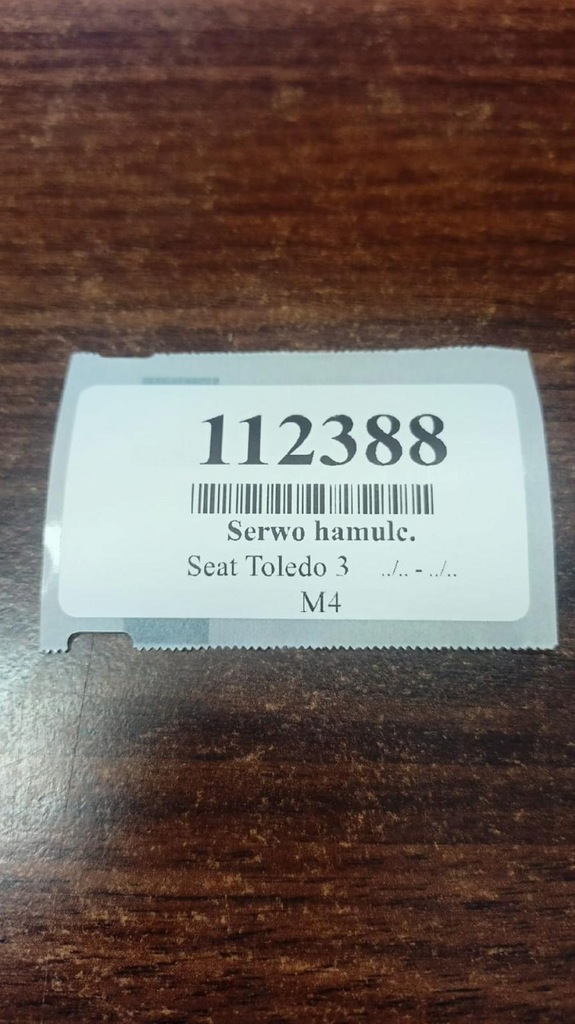 112388
Serwo hamulc.
Seat Toledo 3 ../.. - ../..
M4